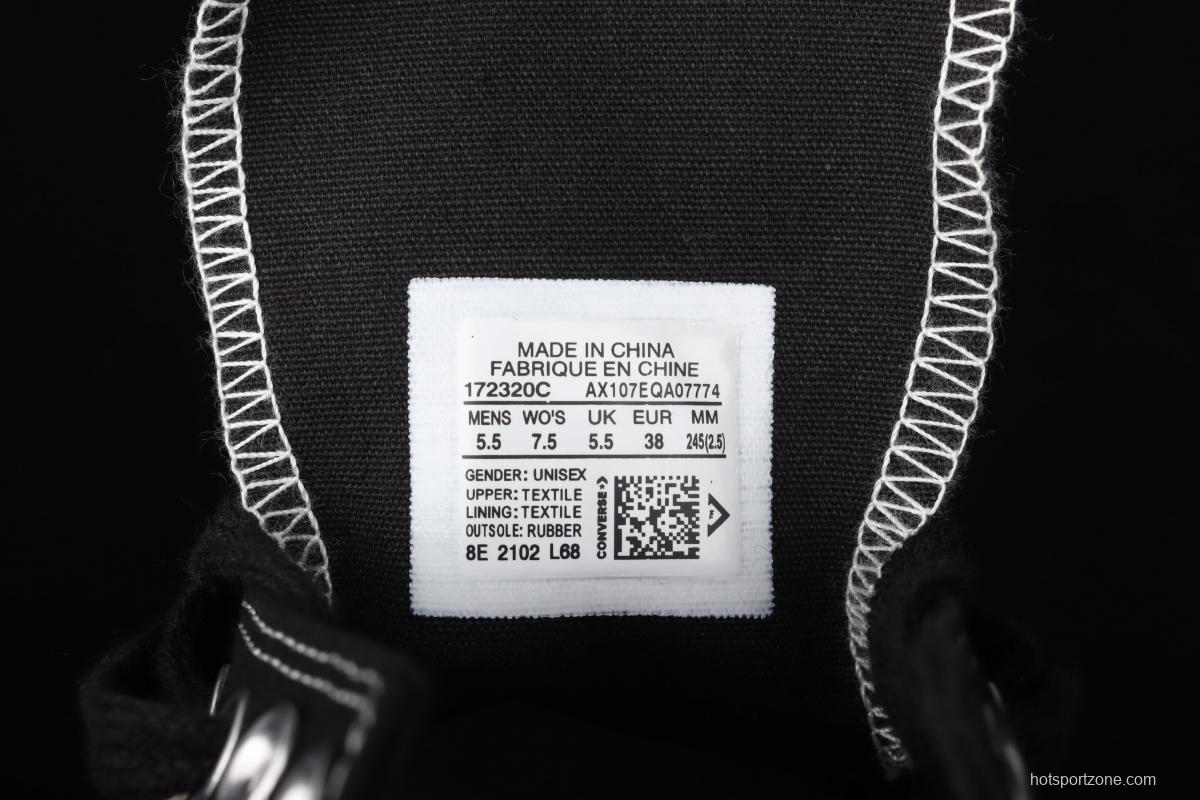 MADE IN CHINA
FABRIQUE EN CHINE
172320C AX107EQA07774
MENS WO'S UK EUR MM
5.5 7.5 5.5 38 245(2.5)
GENDER: UNISEX
UPPER: TEXTILE
LINING: TEXTILE
OUTSOLE: RUBBER
8E 2102 L68
CONVERSE
hotsportzone.com